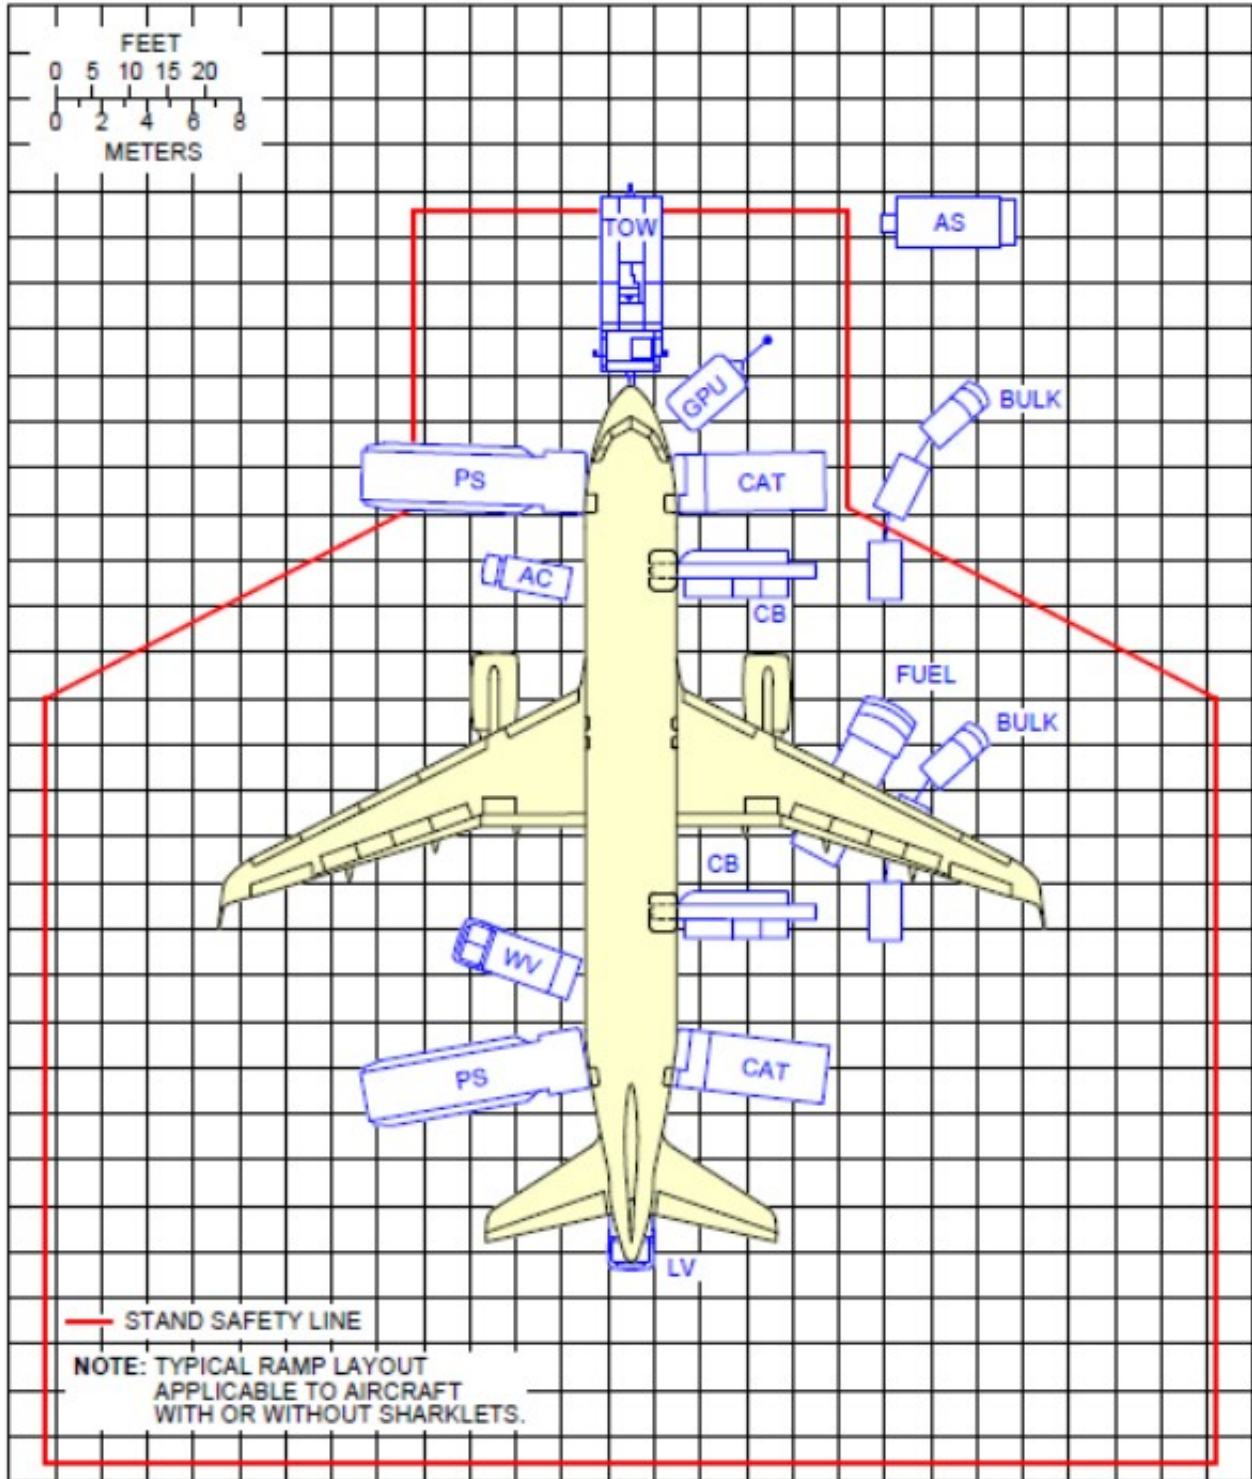 FEET
0 5 10 15 20
0 2 4 6 8
METERS
TOW
AS
GPU
BULK
PS
CAT
AC
CB
FUEL
BULK
CB
WV
PS
CAT
LV
STAND SAFETY LINE
NOTE: TYPICAL RAMP LAYOUT
APPLICABLE TO AIRCRAFT
WITH OR WITHOUT SHARKLETS.